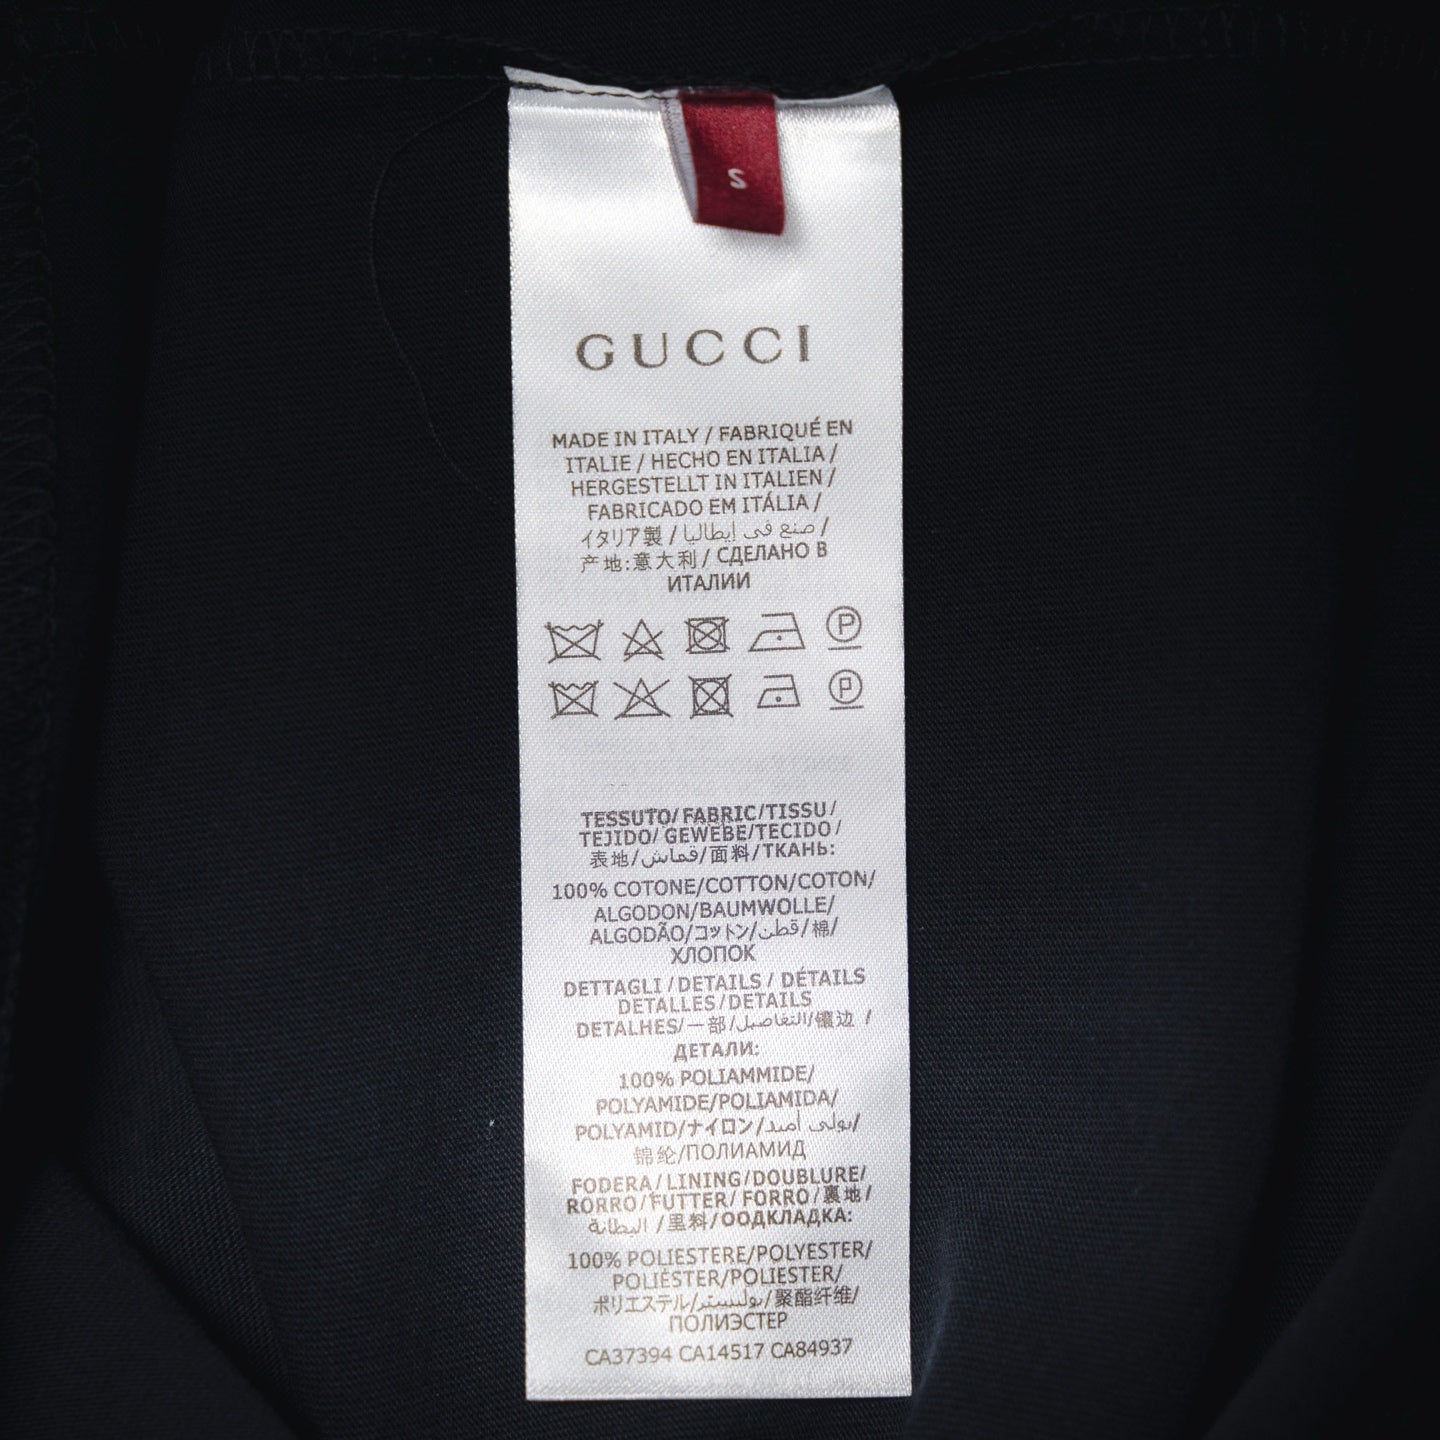 S
GUCCI
MADE IN ITALY / FABRIQUÉ EN
ITALIE / HECHO EN ITALIA /
HERGESTELLT IN ITALIEN /
FABRICADO EM ITÁLIA /
イタリア製 / صنع في إيطاليا /
产地:意大利 / СДЕЛАНО В
ИТАЛИИ
P
P
TESSUTO/FABRIC/TISSU/
TEJIDO/GEWEBE/TECIDO/
表地/قماش/面料/ТКАНЬ:
100% COTONE/COTTON/COTON/
ALGODON/BAUMWOLLE/
ALGODÃO/コットン/قطن/棉/
ХЛОПОК
DETTAGLI/DETAILS/DÉTAILS
DETALLES/DETAILS
DETALHES/一部/التفاصيل/镶边 /
ДЕТАЛИ:
100% POLIAMMIDE/
POLYAMIDE/POLIAMIDA/
POLYAMID/ナイロン/بولي أميد/
锦纶/ПОЛИАМИД
FODERA/LINING/DOUBLURE/
RORRO/FUTTER/FORRO/裏地/
البطانة/里料/ООДКЛАДКА:
100% POLIESTERE/POLYESTER/
POLIÉSTER/POLIESTER/
ポリエステル/بوليستر/聚酯纤维/
ПОЛИЭСТЕР
CA37394 CA14517 CA84937